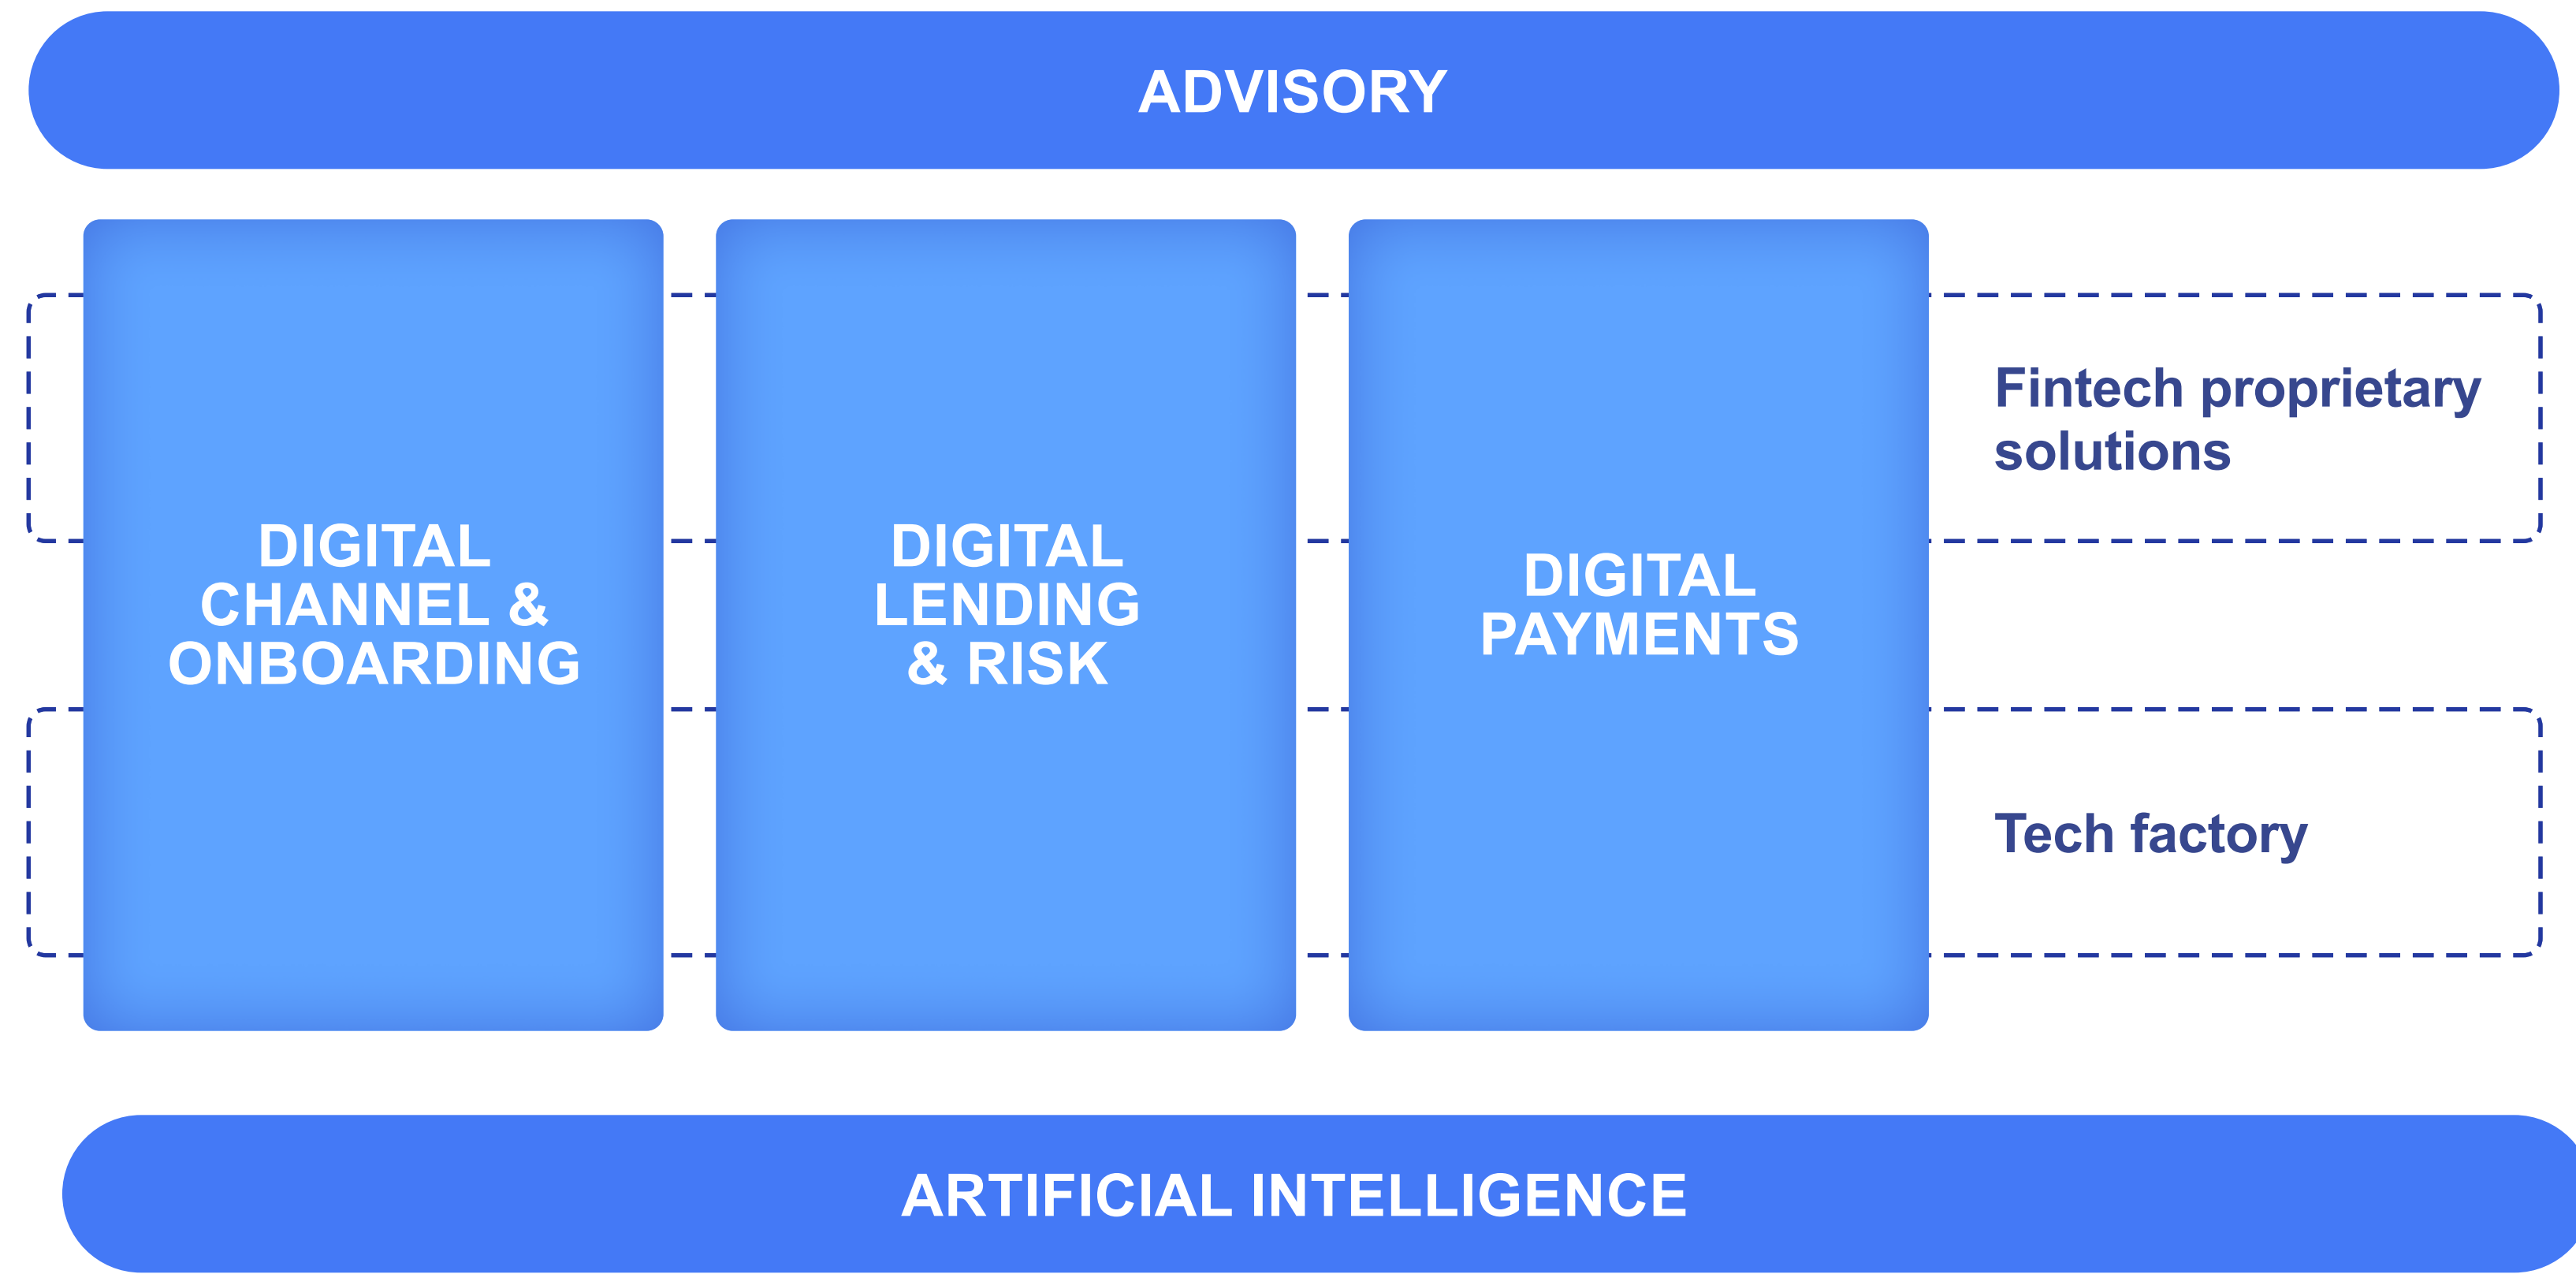 ADVISORY
DIGITAL
CHANNEL &
ONBOARDING
DIGITAL
LENDING
& RISK
DIGITAL
PAYMENTS
Fintech proprietary
solutions
Tech factory
ARTIFICIAL INTELLIGENCE